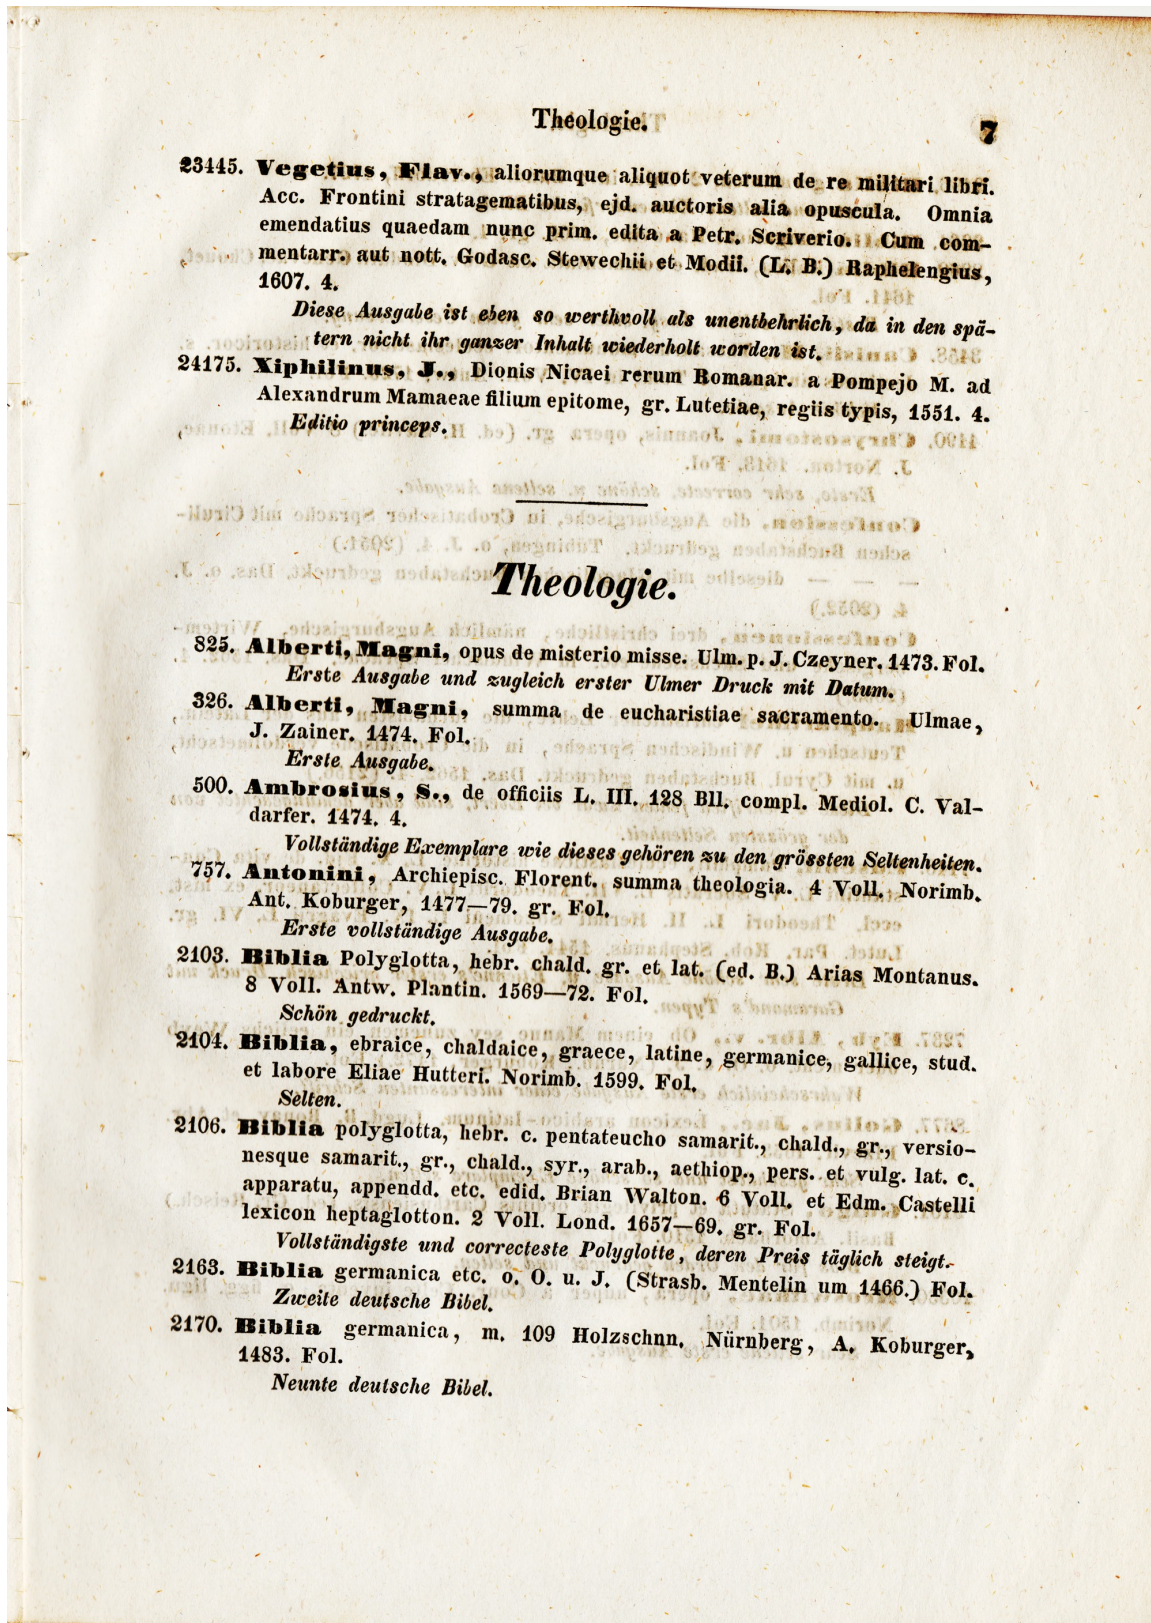 Theologie.
7
23445. Vegetius, Flav., aliorumque aliquot veterum de re militari libri.
Acc. Frontini stratagematibus, ejd. auctoris alia opuscula. Omnia
emendatius quaedam nunc prim. edita a Petr. Scriverio. Cum com-
mentarr. aut nott. Godasc. Stewechii et Modii. (L. B.) Raphelengius,
1607. 4.
Diese Ausgabe ist eben so werthvoll als unentbehrlich, da in den spä-
tern nicht ihr ganzer Inhalt wiederholt worden ist.
24175. Xiphilinus, J., Dionis Nicaei rerum Romanar. a Pompejo M. ad
Alexandrum Mamaeae filium epitome, gr. Lutetiae, regiis typis, 1551. 4.
Editio princeps.
Theologie.
825. Alberti, Magni, opus de misterio misse. Ulm. p. J. Czeyner. 1473. Fol.
Erste Ausgabe und zugleich erster Ulmer Druck mit Datum.
326. Alberti, Magni, summa de eucharistiae sacramento. Ulmae,
J. Zainer. 1474. Fol.
Erste Ausgabe.
500. Ambrosius, S., de officiis L. III. 128 Bll. compl. Mediol. C. Val-
darfer. 1474. 4.
Vollständige Exemplare wie dieses gehören zu den grössten Seltenheiten.
757. Antonini, Archiepisc. Florent. summa theologia. 4 Voll. Norimb.
Ant. Koburger, 1477—79. gr. Fol.
Erste vollständige Ausgabe.
2103. Biblia Polyglotta, hebr. chald. gr. et lat. (ed. B.) Arias Montanus.
8 Voll. Antw. Plantin. 1569—72. Fol.
Schön gedruckt.
2104. Biblia, ebraice, chaldaice, graece, latine, germanice, gallice, stud.
et labore Eliae Hutteri. Norimb. 1599. Fol.
Selten.
2106. Biblia polyglotta, hebr. c. pentateucho samarit., chald., gr., versio-
nesque samarit., gr., chald., syr., arab., aethiop., pers. et vulg. lat. c.
apparatu, appendd. etc. edid. Brian Walton. 6 Voll. et Edm. Castelli
lexicon heptaglotton. 2 Voll. Lond. 1657—69. gr. Fol.
Vollständigste und correcteste Polyglotte, deren Preis täglich steigt.
2163. Biblia germanica etc. o. O. u. J. (Strasb. Mentelin um 1466.) Fol.
Zweite deutsche Bibel.
2170. Biblia germanica, m. 109 Holzschnn. Nürnberg, A. Koburger,
1483. Fol.
Neunte deutsche Bibel.